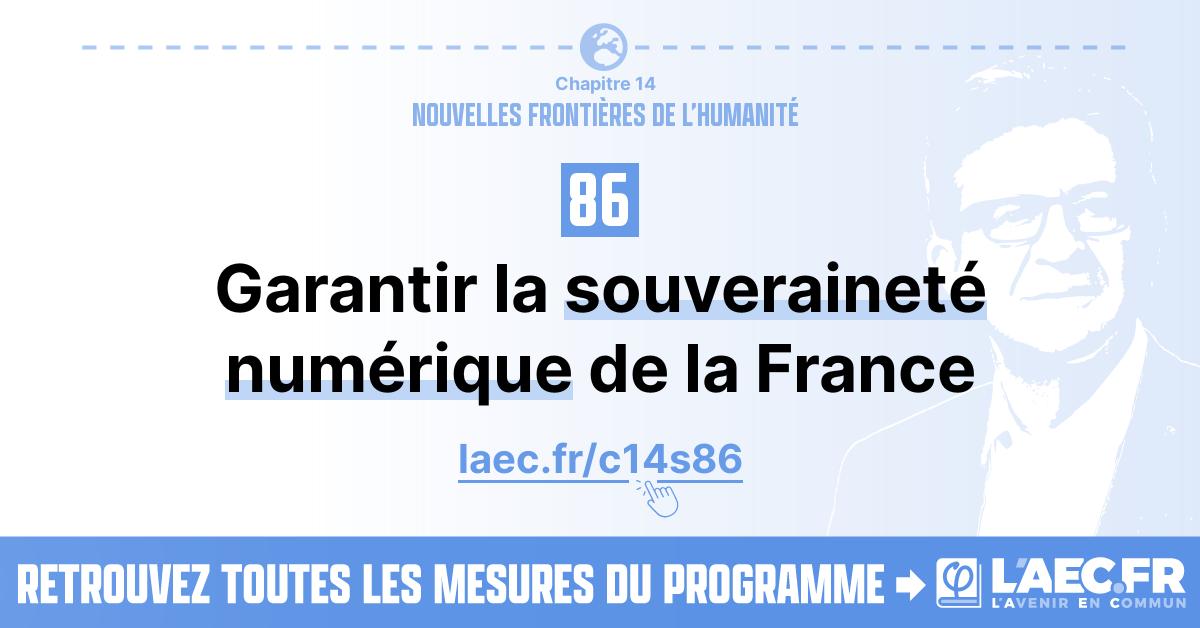 Chapitre 14
NOUVELLES FRONTIÈRES DE L'HUMANITÉ
86
Garantir la souveraineté
numérique de la France
laec.fr/c14s86
RETROUVEZ TOUTES LES MESURES DU PROGRAMME
φ
L'AEC.FR
L'AVENIR EN COMMUN